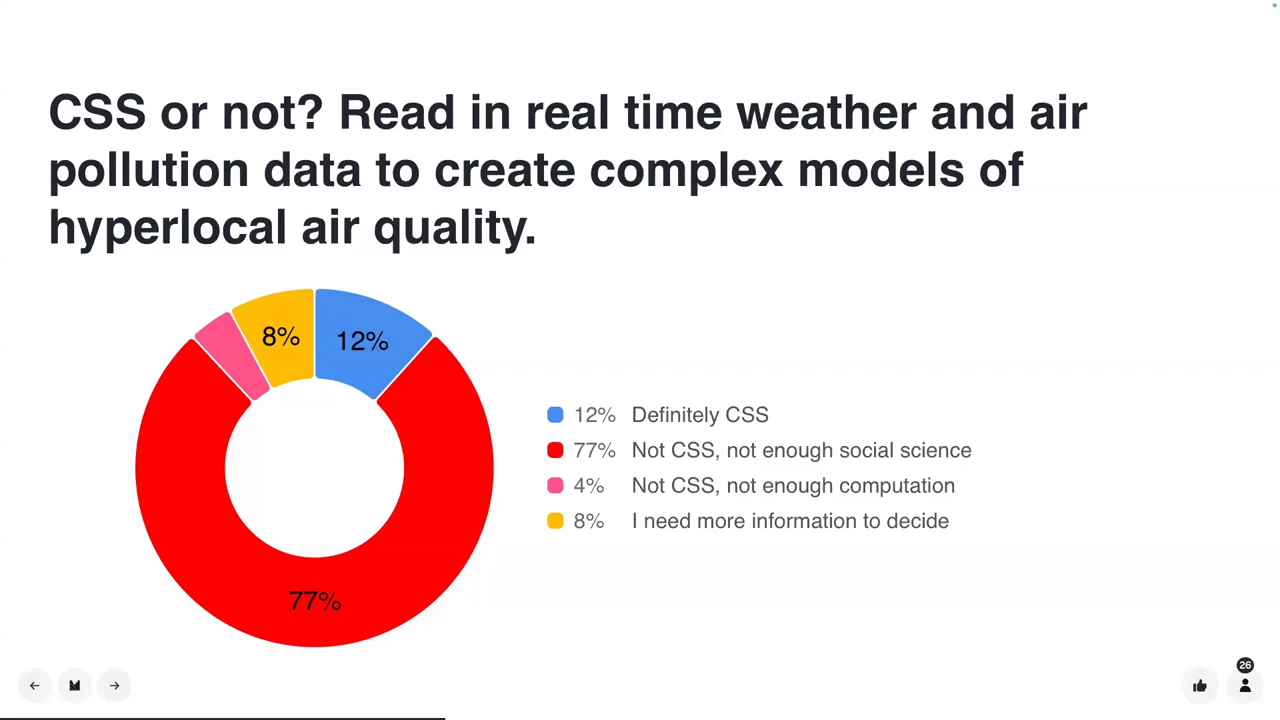 CSS or not? Read in real time weather and air
pollution data to create complex models of
hyperlocal air quality.
8%
12%
77%
12% Definitely CSS
77% Not CSS, not enough social science
4% Not CSS, not enough computation
8% I need more information to decide
26